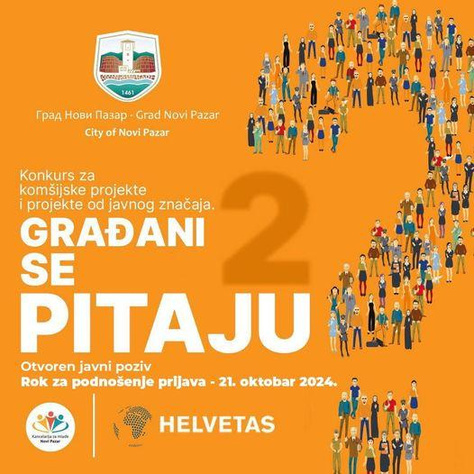 1461
Град Нови Пазар - Grad Novi Pazar
City of Novi Pazar
Konkurs za
komšijske projekte
i projekte od javnog značaja.
GRAĐANI
SE
2
PITAJU
Otvoren javni poziv
Rok za podnošenje prljava - 21. oktobar 2024.
Kancelarija za mlade
Novi Pazar
HELVETAS